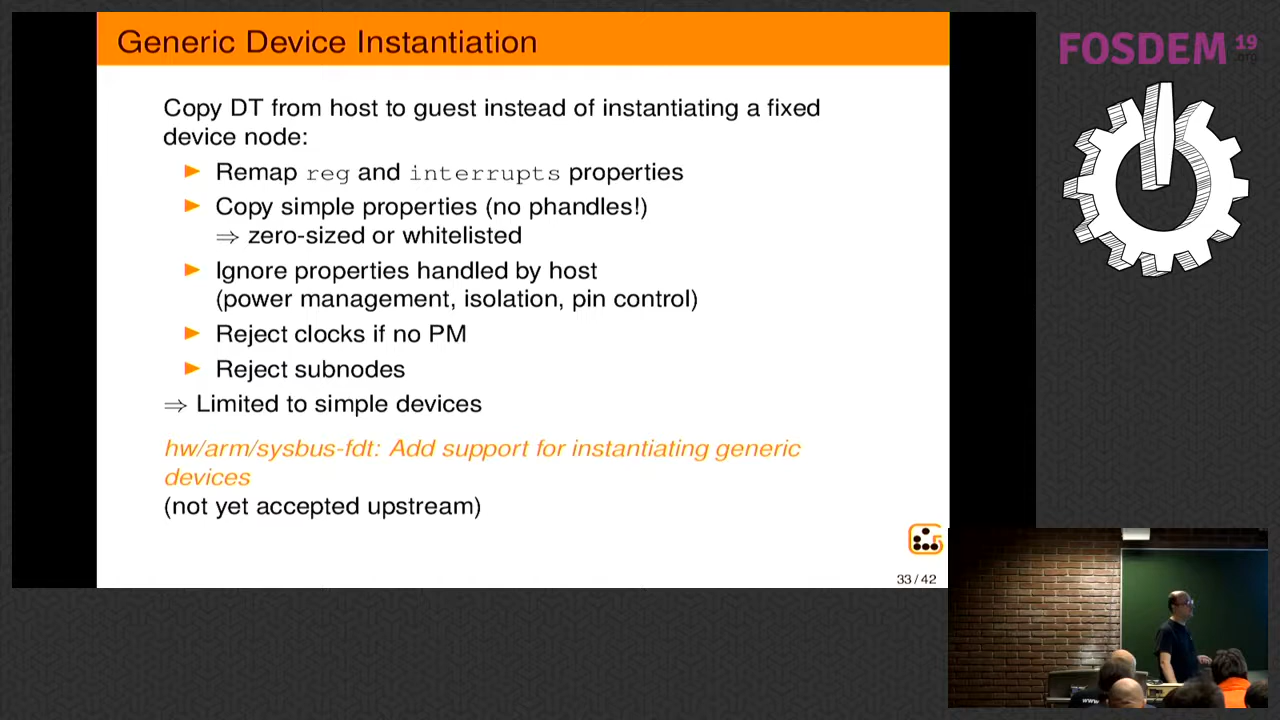 Generic Device Instantiation
FOSDEM 19
.org
Copy DT from host to guest instead of instantiating a fixed
device node:
Remap reg and interrupts properties
Copy simple properties (no phandles!)
⇒ zero-sized or whitelisted
Ignore properties handled by host
(power management, isolation, pin control)
Reject clocks if no PM
Reject subnodes
⇒ Limited to simple devices
hw/arm/sysbus-fdt: Add support for instantiating generic
devices
(not yet accepted upstream)
33 / 42